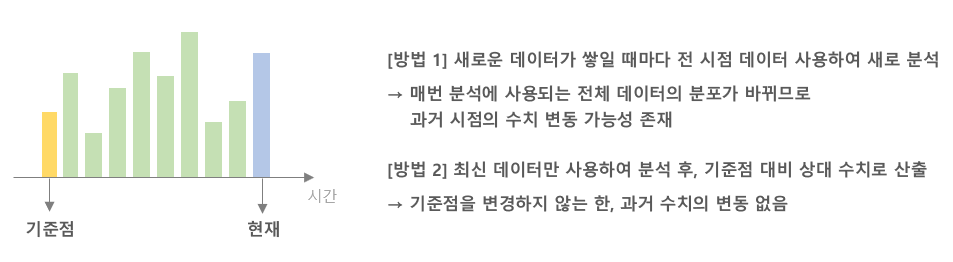 [방법 1] 새로운 데이터가 쌓일 때마다 전 시점 데이터 사용하여 새로 분석
→ 매번 분석에 사용되는 전체 데이터의 분포가 바뀌므로
과거 시점의 수치 변동 가능성 존재
[방법 2] 최신 데이터만 사용하여 분석 후, 기준점 대비 상대 수치로 산출
→ 기준점을 변경하지 않는 한, 과거 수치의 변동 없음
시간
기준점
현재